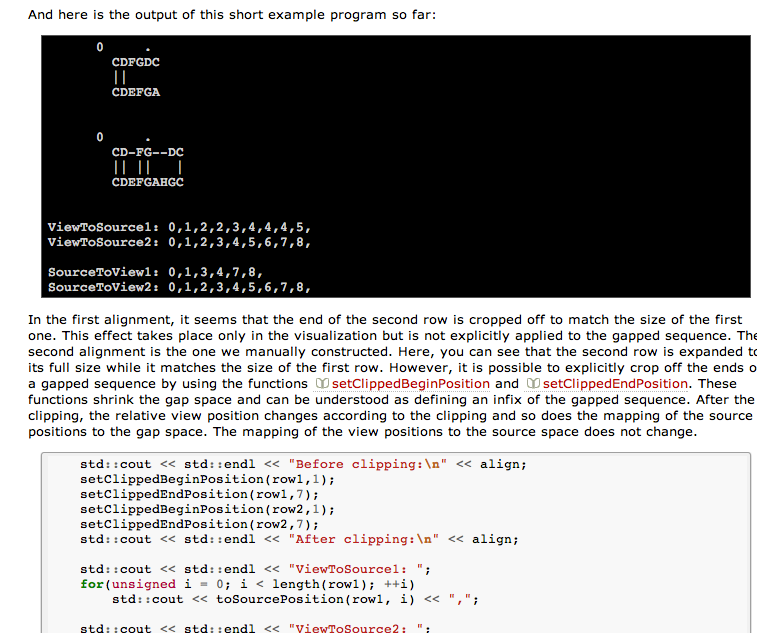 And here is the output of this short example program so far:
0 .
CDFGDC
||
CDEFGA
0 .
CD-FG--DC
|| || |
CDEFGAHGC
ViewToSource1: 0,1,2,2,3,4,4,4,5,
ViewToSource2: 0,1,2,3,4,5,6,7,8,
SourceToView1: 0,1,3,4,7,8,
SourceToView2: 0,1,2,3,4,5,6,7,8,
In the first alignment, it seems that the end of the second row is cropped off to match the size of the first
one. This effect takes place only in the visualization but is not explicitly applied to the gapped sequence. The
second alignment is the one we manually constructed. Here, you can see that the second row is expanded to
its full size while it matches the size of the first row. However, it is possible to explicitly crop off the ends o
a gapped sequence by using the functions setClippedBeginPosition and setClippedEndPosition. These
functions shrink the gap space and can be understood as defining an infix of the gapped sequence. After the
clipping, the relative view position changes according to the clipping and so does the mapping of the source
positions to the gap space. The mapping of the view positions to the source space does not change.
std::cout << std::endl << "Before clipping:\n" << align;
setClippedBeginPosition(row1,1);
setClippedEndPosition(row1,7);
setClippedBeginPosition(row2,1);
setClippedEndPosition(row2,7);
std::cout << std::endl << "After clipping:\n" << align;
std::cout << std::endl << "ViewToSource1: ";
for(unsigned i = 0; i < length(row1); ++i)
std::cout << toSourcePosition(row1, i) << ",";
std::cout << std::endl << "ViewToSource2: ";